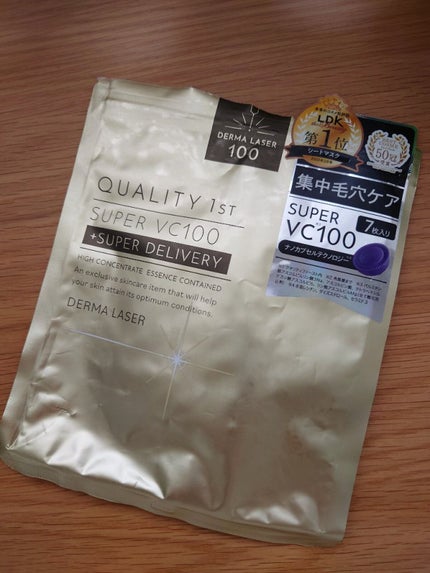 DERMA LASER
100
QUALITY 1ST
SUPER VC100
+SUPER DELIVERY
HIGH CONCENTRATE ESSENCE CONTAINED
An exclusive skincare item that will help
your skin attain its optimum conditions.
DERMA LASER
LDK
第1位
シートマスク
50冠
集中毛穴ケア
SUPER
VC100
7枚入り
ナノカプセルテクノロジー